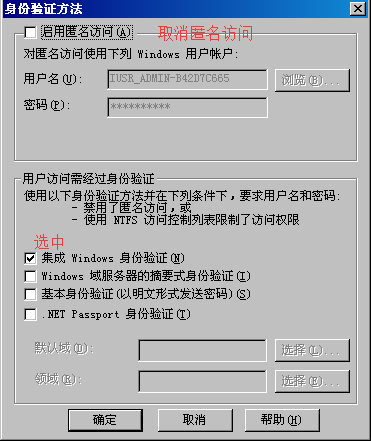 身份验证方法
启用匿名访问(A) 取消匿名访问
对匿名访问使用下列 Windows 用户帐户:
用户名(U): IUSR_ADMIN-B42D7C665 浏览(B)...
密码(P): **********
用户访问需经过身份验证
使用以下身份验证方法并在下列条件下,要求用户名和密码:
- 禁用了匿名访问,或
- 使用 NTFS 访问控制列表限制了访问权限
选中
集成 Windows 身份验证(N)
Windows 域服务器的摘要式身份验证(I)
基本身份验证(以明文形式发送密码)(S)
.NET Passport 身份验证(T)
默认域(D): 选择(L)...
领域(R): 选择(E)...
确定 取消 帮助(H)